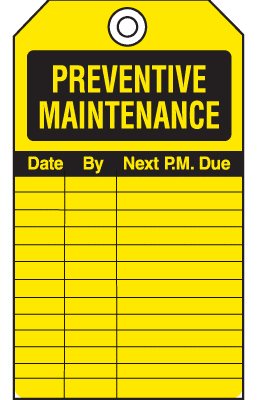 PREVENTIVE
MAINTENANCE
Date By Next P.M. Due